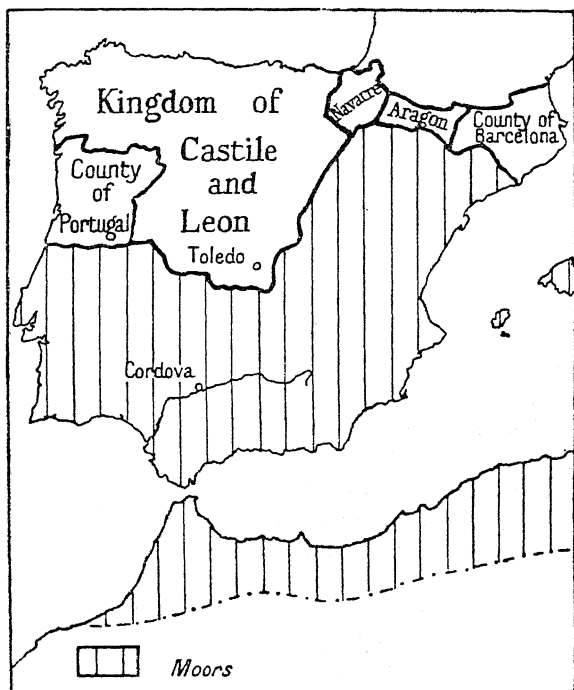 Kingdom of
Castile
and
Leon
Navarre
Aragon
County of
Barcelona
County
of
Portugal
Toledo
Cordova
Moors